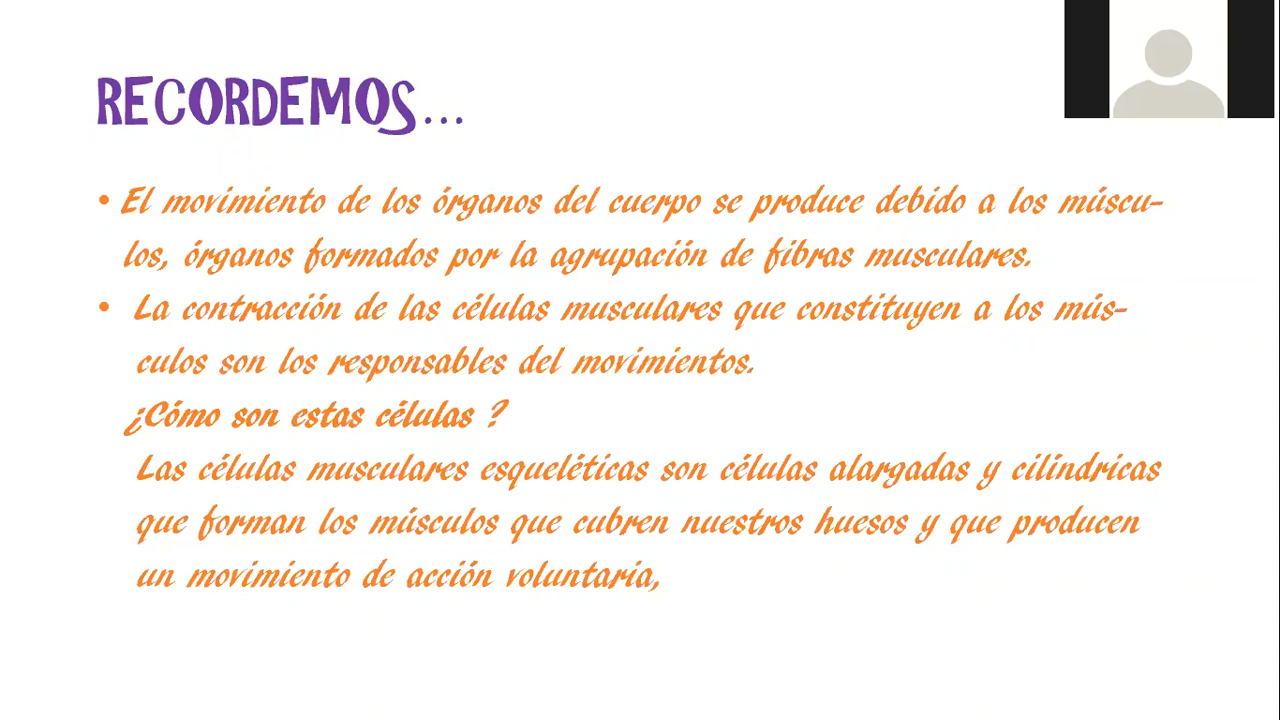 RECORDEMOS...
• El movimiento de los órganos del cuerpo se produce debido a los múscu-
los, órganos formados por la agrupación de fibras musculares.
• La contracción de las células musculares que constituyen a los mús-
culos son los responsables del movimientos.
¿Cómo son estas células ?
Las células musculares esqueléticas son células alargadas y cilíndricas
que forman los músculos que cubren nuestros huesos y que producen
un movimiento de acción voluntaria,